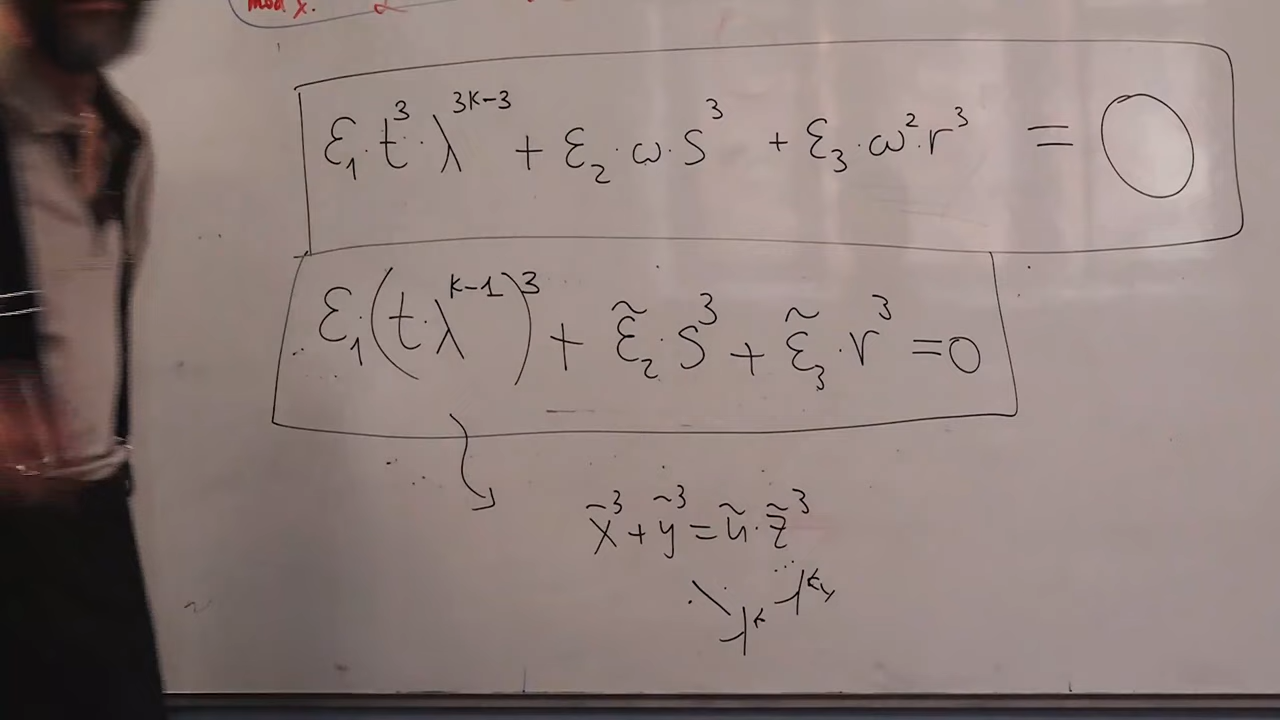 mod x.
ε₁·t³·λ^{3k-3} + ε₂·ω·s³ + ε₃·ω²·r³ = 0
ε₁·(t·λ^{k-1})³ + ε̃₂·s³ + ε̃₃·r³ = 0
x̃³ + ỹ³ = ũ·z̃³